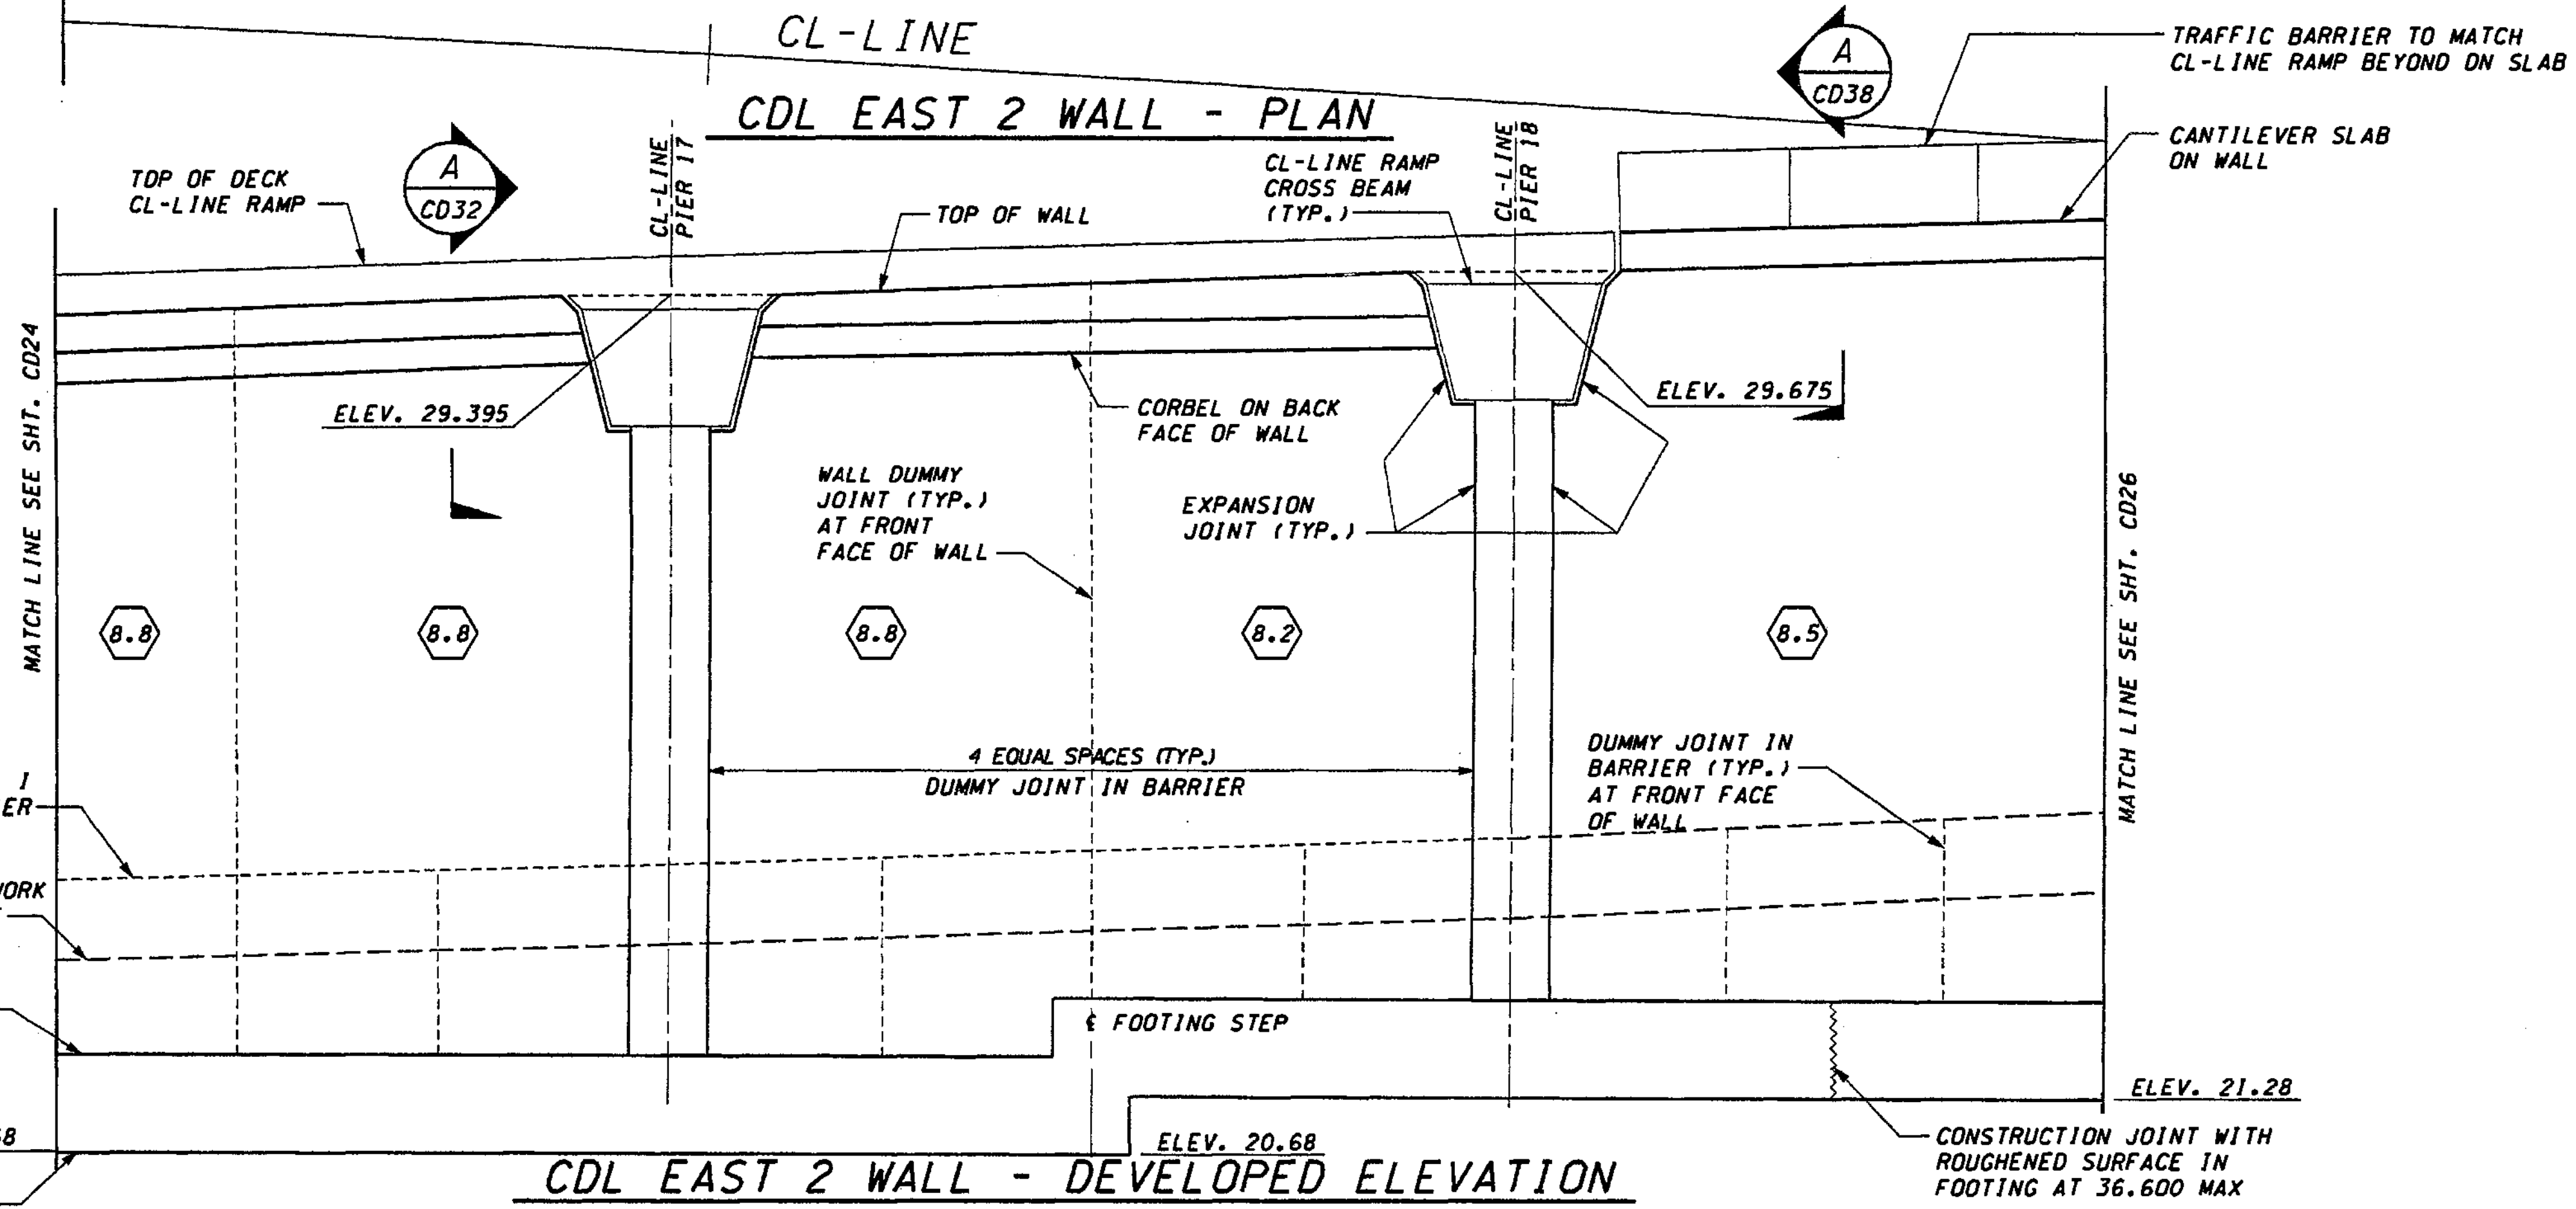 CL-LINE
CDL EAST 2 WALL - PLAN
A
CD38
TRAFFIC BARRIER TO MATCH
CL-LINE RAMP BEYOND ON SLAB
CANTILEVER SLAB
ON WALL
TOP OF DECK
CL-LINE RAMP
A
CD32
CL-LINE
PIER 17
TOP OF WALL
CL-LINE RAMP
CROSS BEAM
(TYP.)
CL-LINE
PIER 18
MATCH LINE SEE SHT. CD24
ELEV. 29.395
CORBEL ON BACK
FACE OF WALL
ELEV. 29.675
WALL DUMMY
JOINT (TYP.)
AT FRONT
FACE OF WALL
EXPANSION
JOINT (TYP.)
MATCH LINE SEE SHT. CD26
8.8
8.8
8.8
8.2
8.5
4 EQUAL SPACES (TYP.)
DUMMY JOINT IN BARRIER
DUMMY JOINT IN
BARRIER (TYP.)
AT FRONT FACE
OF WALL
I
ER
WORK
℄ FOOTING STEP
ELEV. 21.28
8
ELEV. 20.68
CONSTRUCTION JOINT WITH
ROUGHENED SURFACE IN
FOOTING AT 36.600 MAX
CDL EAST 2 WALL - DEVELOPED ELEVATION